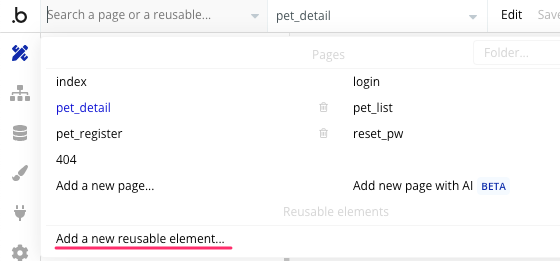 .b Search a page or a reusable... pet_detail Edit Save
Pages Folder...
index login
pet_detail pet_list
pet_register reset_pw
404
Add a new page... Add new page with AI BETA
Reusable elements
Add a new reusable element...